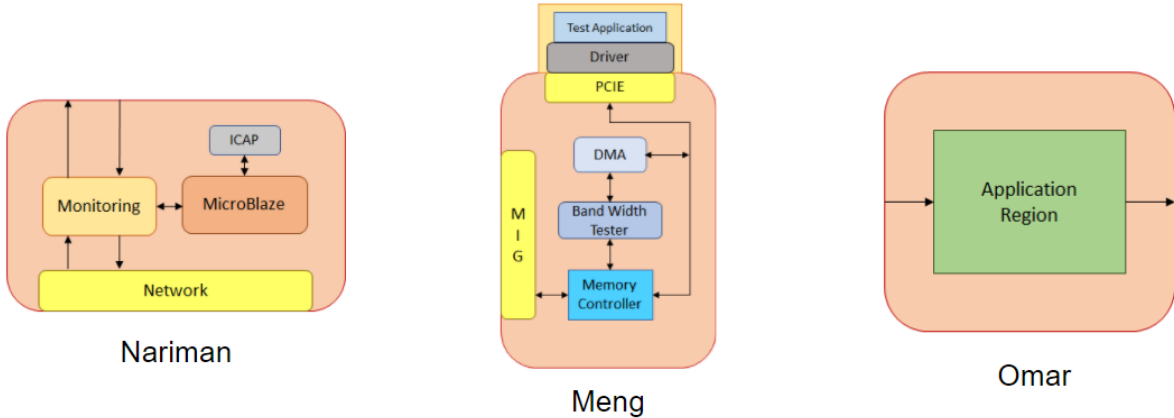 ICAP
Monitoring
MicroBlaze
Network
Nariman
Test Application
Driver
PCIE
DMA
Band Width
Tester
M
I
G
Memory
Controller
Meng
Application
Region
Omar